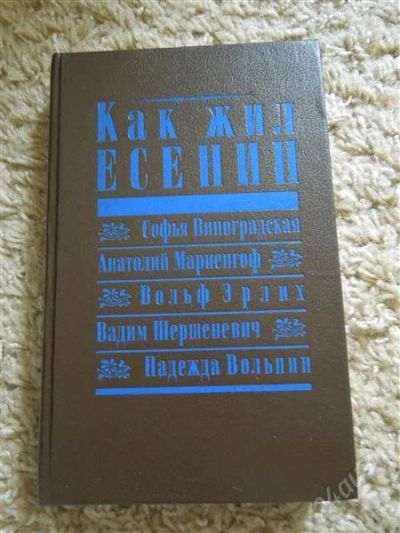 Как жил
ЕСЕНИН
Софья Виноградская
Анатолий Мариенгоф
Вольф Эрлих
Вадим Шершеневич
Надежда Вольпин